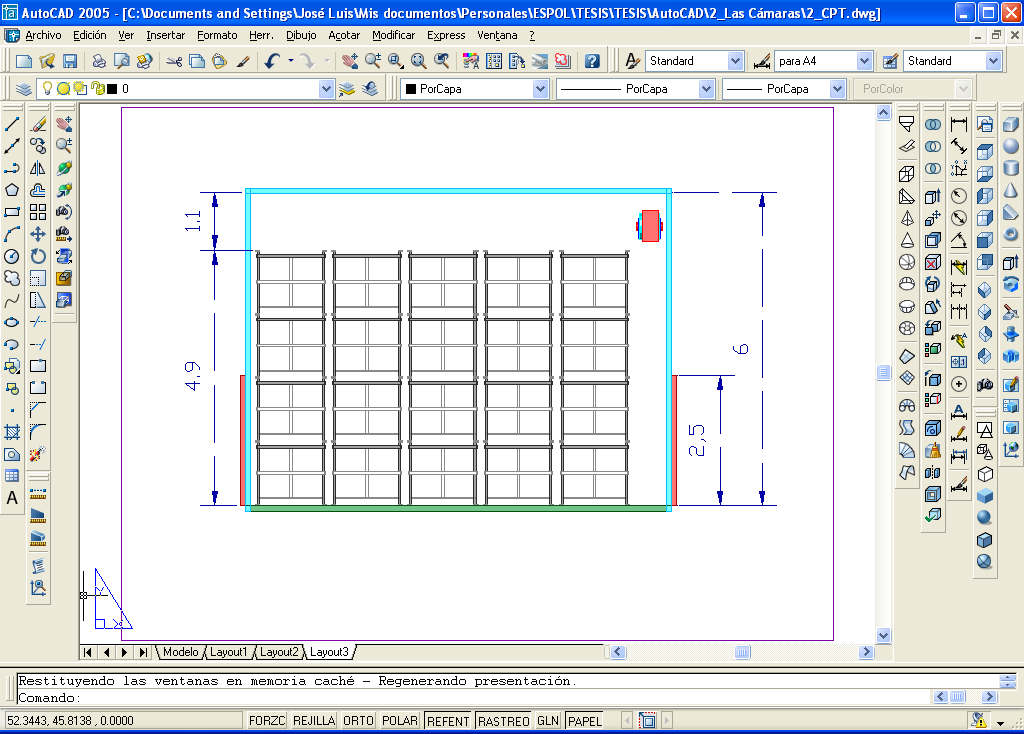 AutoCAD 2005 - [C:\Documents and Settings\José Luis\Mis documentos\Personales\ESPOL\TESIS\TESIS\AutoCAD\2_Las Cámaras\2_CPT.dwg]
Archivo Edición Ver Insertar Formato Herr. Dibujo Acotar Modificar Express Ventana ?
Standard para A4 Standard
0 PorCapa PorCapa PorCapa PorColor
1.1
4,9
6
2,5
Y
X
A
A
Modelo Layout1 Layout2 Layout3
Restituyendo las ventanas en memoria caché - Regenerando presentación.
Comando:
52.3443, 45.8138 , 0.0000 FORZC REJILLA ORTO POLAR REFENT RASTREO GLN PAPEL